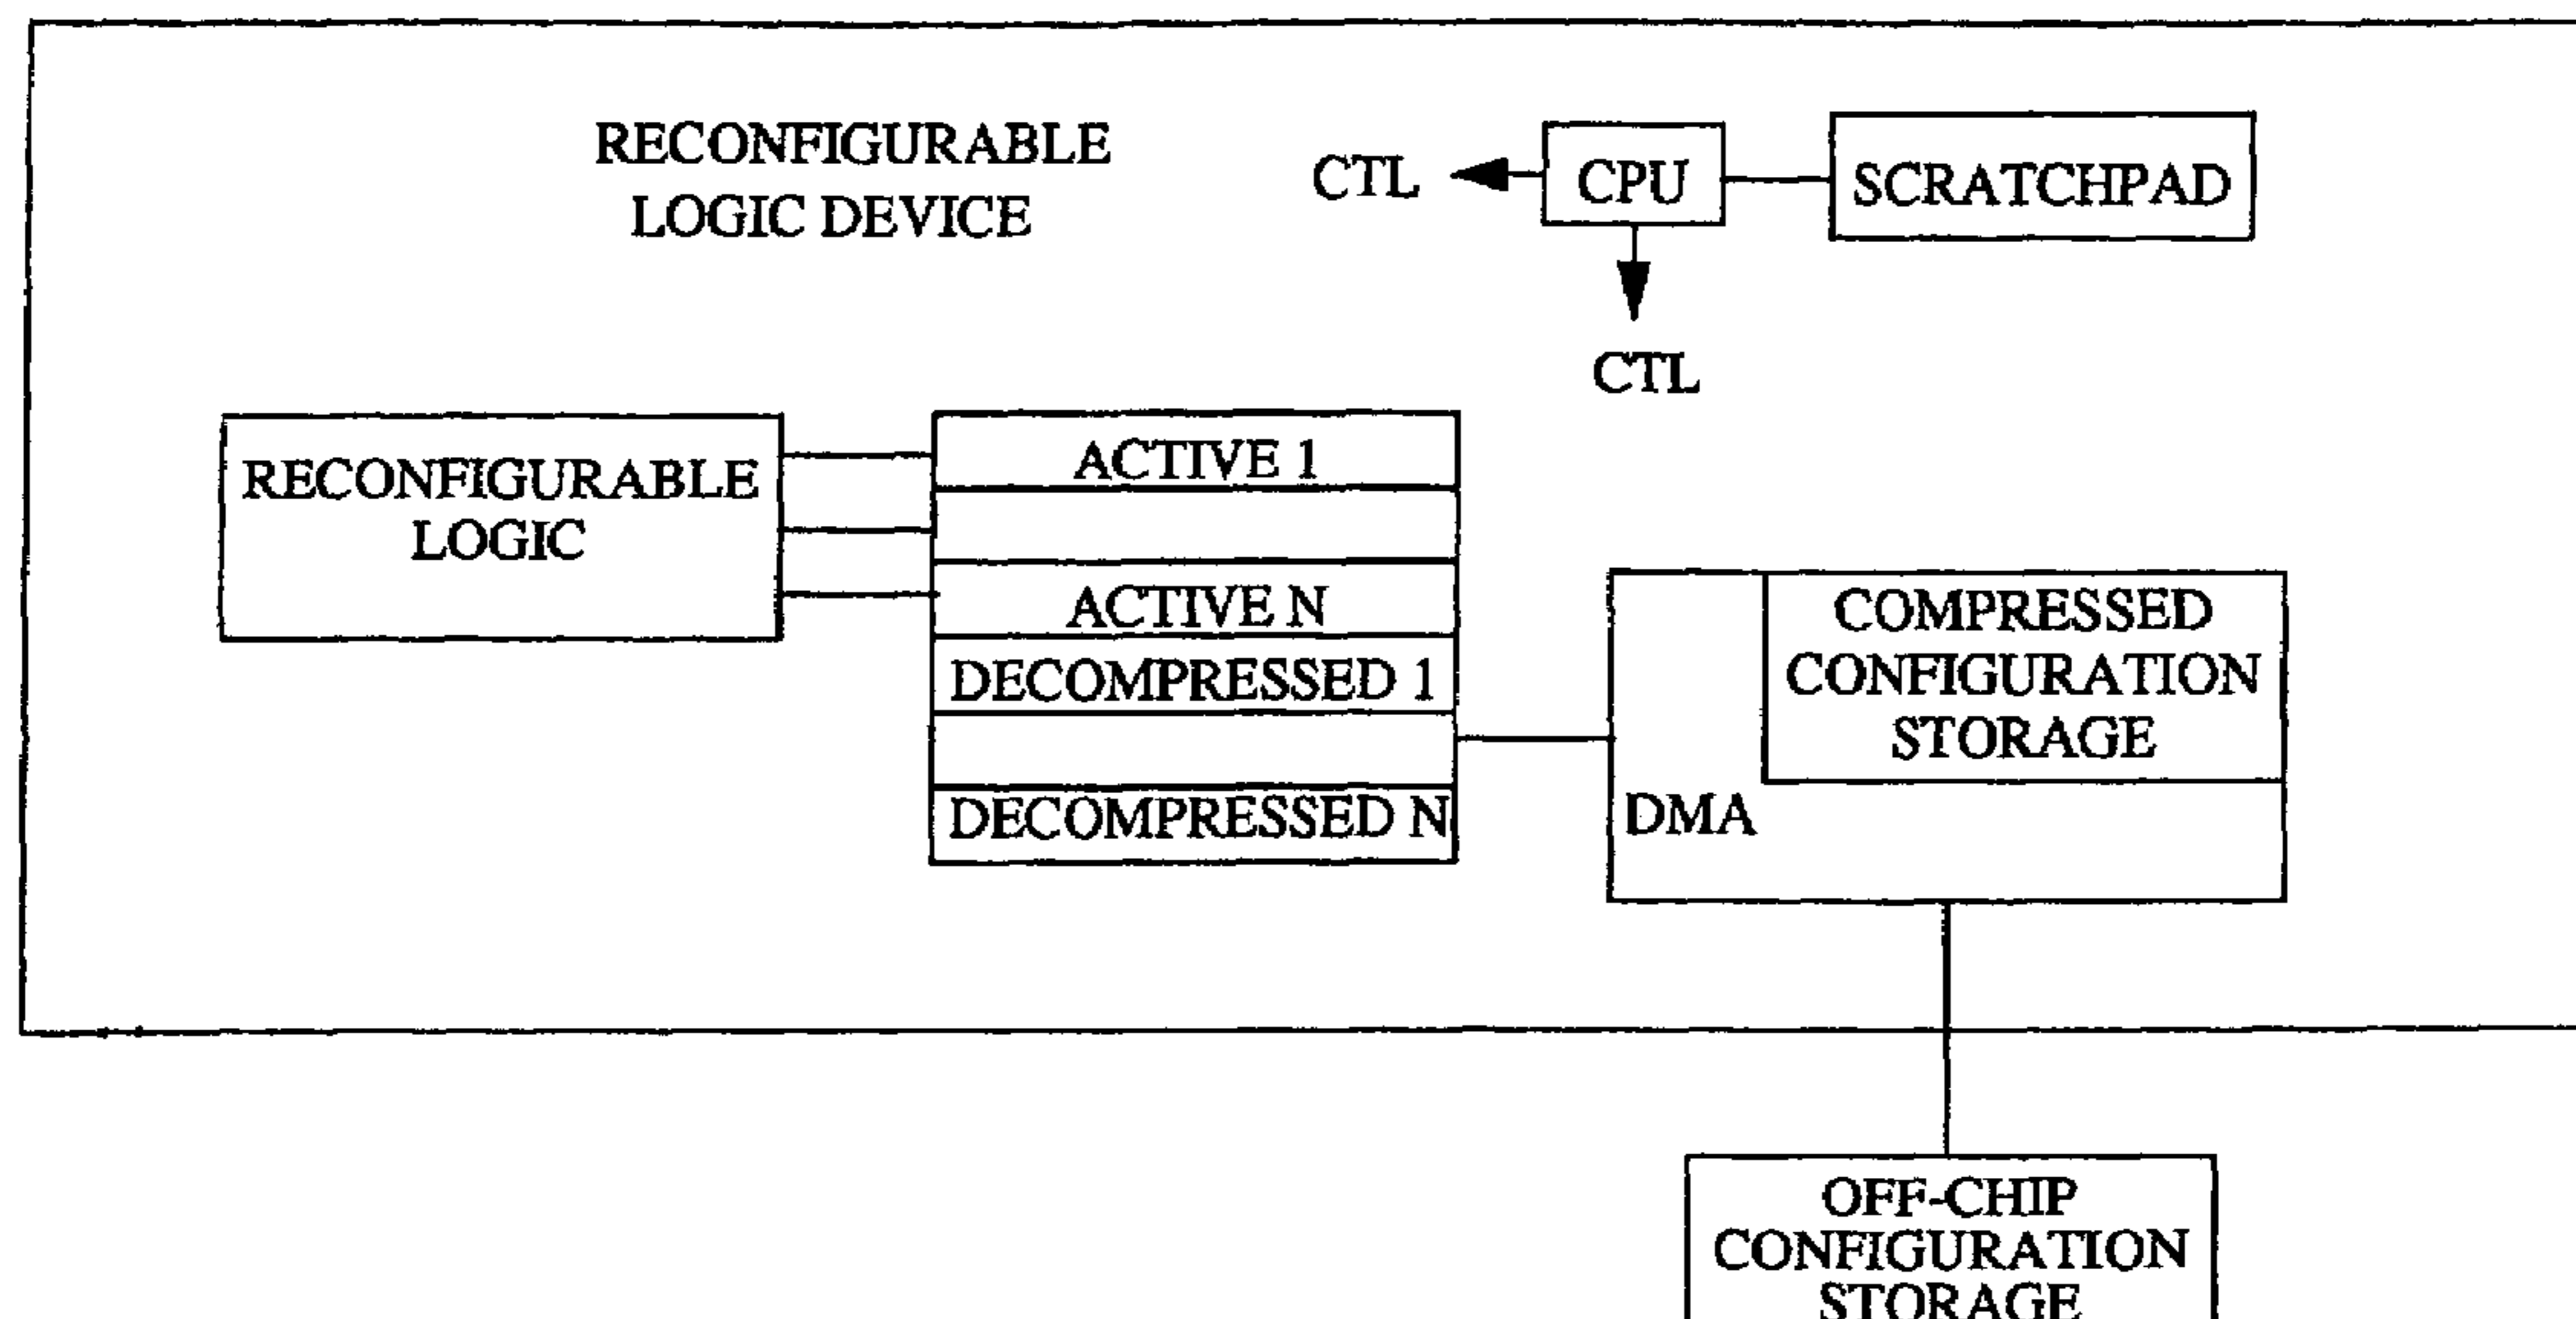 RECONFIGURABLE
LOGIC DEVICE
CTL
CPU
SCRATCHPAD
CTL
RECONFIGURABLE
LOGIC
ACTIVE 1
ACTIVE N
DECOMPRESSED 1
DECOMPRESSED N
DMA
COMPRESSED
CONFIGURATION
STORAGE
OFF-CHIP
CONFIGURATION
STORAGE